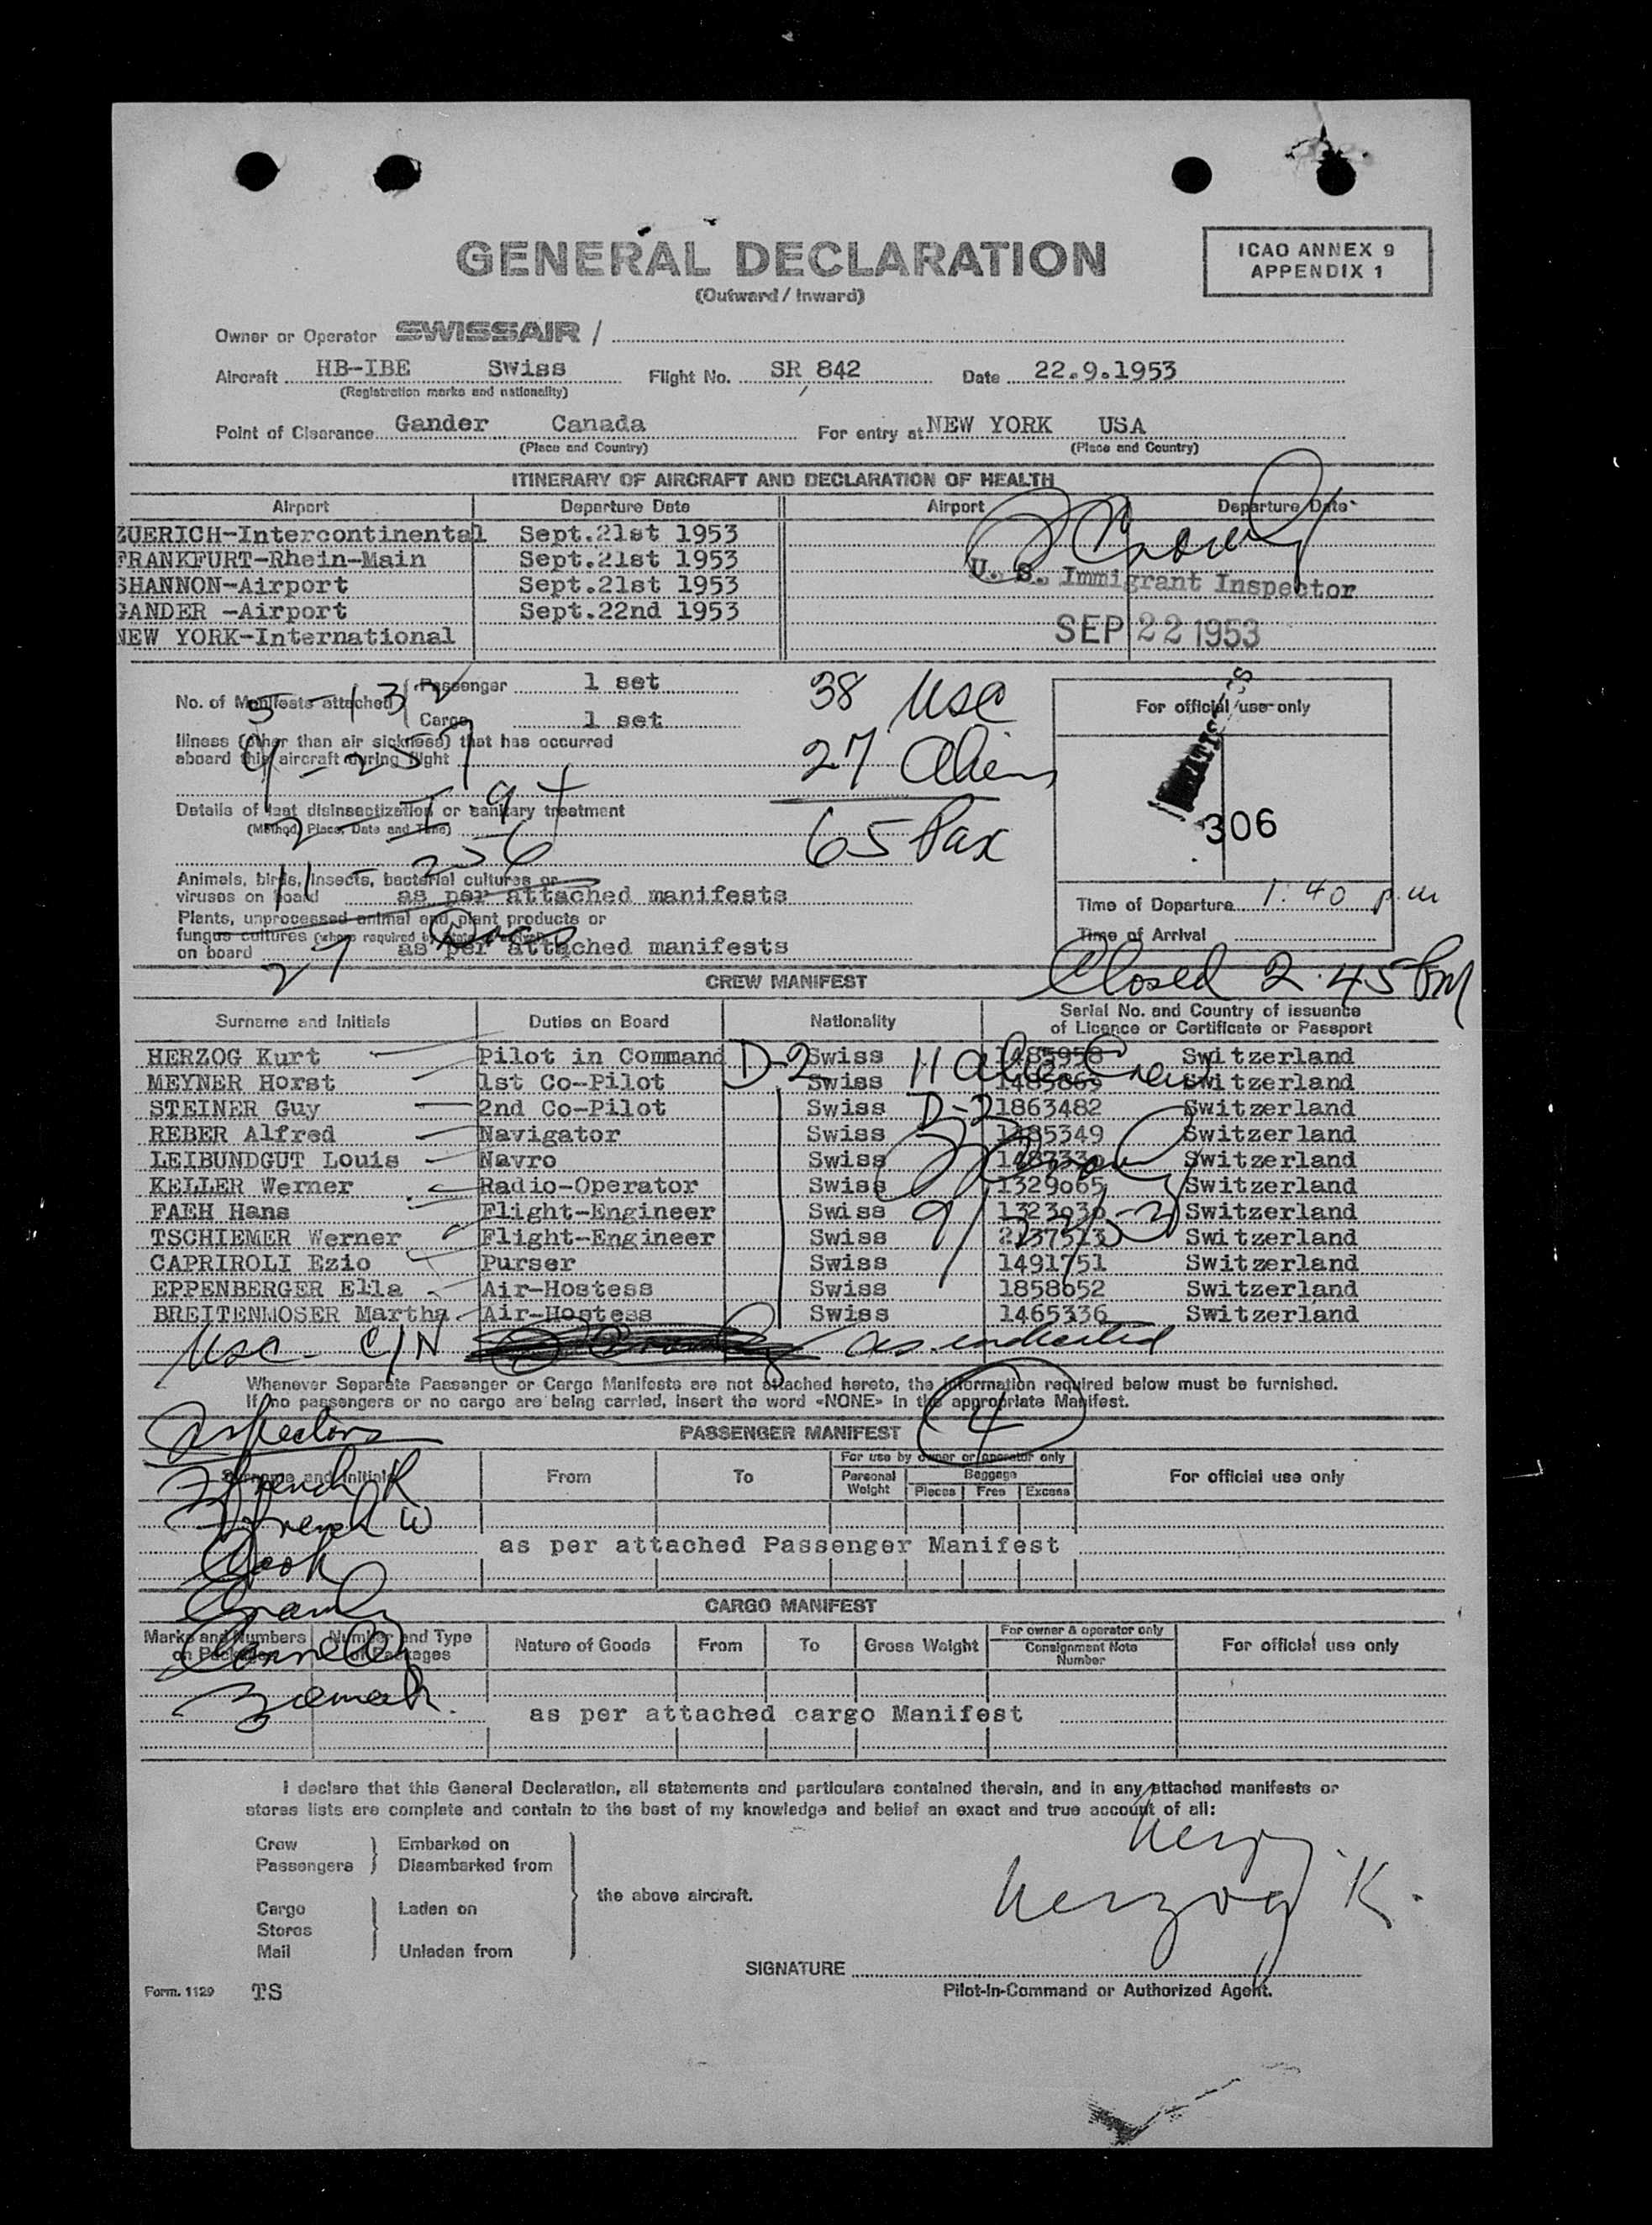 GENERAL DECLARATION
(Outward / Inward)
ICAO ANNEX 9
APPENDIX 1
Owner or Operator SWISSAIR /
Aircraft HB-IBE Swiss Flight No. SR 842 Date 22.9.1953
(Registration marks and nationality)
Point of Clearance Gander Canada For entry at NEW YORK USA
(Place and Country) (Place and Country)
ITINERARY OF AIRCRAFT AND DECLARATION OF HEALTH
Airport Departure Date Airport Departure Date
ZUERICH-Intercontinental Sept.21st 1953
FRANKFURT-Rhein-Main Sept.21st 1953
SHANNON-Airport Sept.21st 1953
GANDER -Airport Sept.22nd 1953
NEW YORK-International
U. S. Immigrant Inspector
SEP 22 1953
No. of Manifests attached Passenger 1 set
Cargo 1 set
38 USC
27 Aliens
65 Pax
Illness (other than air sickness) that has occurred
aboard this aircraft during flight
Details of last disinsectization or sanitary treatment
(Method, Place, Date and Time)
Animals, birds, insects, bacterial cultures or
viruses on board as per attached manifests
Plants, unprocessed animal and plant products or
fungus cultures (where required by
on board as per attached manifests
27
For official use only
306
Time of Departure 1:40 p.m
Time of Arrival
Closed 2.45 PM
CREW MANIFEST
Surname and Initials Duties on Board Nationality Serial No. and Country of issuance
of Licence or Certificate or Passport
HERZOG Kurt Pilot in Command D-2 Swiss 1485958 Switzerland
MEYNER Horst 1st Co-Pilot Swiss 1485869 Switzerland
11 Alien Crew
D-2
STEINER Guy 2nd Co-Pilot Swiss 1863482 Switzerland
REBER Alfred Navigator Swiss 1485349 Switzerland
LEIBUNDGUT Louis Navro Swiss Switzerland
KELLER Werner Radio-Operator Swiss 1329065 Switzerland
FAEH Hans Flight-Engineer Swiss Switzerland
TSCHIEMER Werner Flight-Engineer Swiss Switzerland
CAPRIROLI Ezio Purser Swiss 1491751 Switzerland
EPPENBERGER Ella Air-Hostess Swiss 1858652 Switzerland
BREITENMOSER Martha Air-Hostess Swiss 1465336 Switzerland
USC - C/N as indicated
Whenever Separate Passenger or Cargo Manifests are not attached hereto, the information required below must be furnished.
If no passengers or no cargo are being carried, insert the word «NONE» in the appropriate Manifest.
4
Inspectors
PASSENGER MANIFEST
Surname and Initials From To For use by owner or operator only For official use only
Personal Weight Baggage
Pieces Free Excess
French R
French W
as per attached Passenger Manifest
Cook
CARGO MANIFEST
Marks and Numbers on Packages Number and Type of Packages Nature of Goods From To Gross Weight For owner & operator only For official use only
Consignment Note
Number
as per attached cargo Manifest
I declare that this General Declaration, all statements and particulars contained therein, and in any attached manifests or
stores lists are complete and contain to the best of my knowledge and belief an exact and true account of all:
Crew Embarked on
Passengers Disembarked from
the above aircraft.
Cargo Laden on
Stores
Mail Unladen from
Herzog K.
SIGNATURE
Pilot-in-Command or Authorized Agent.
Form. 1129 TS